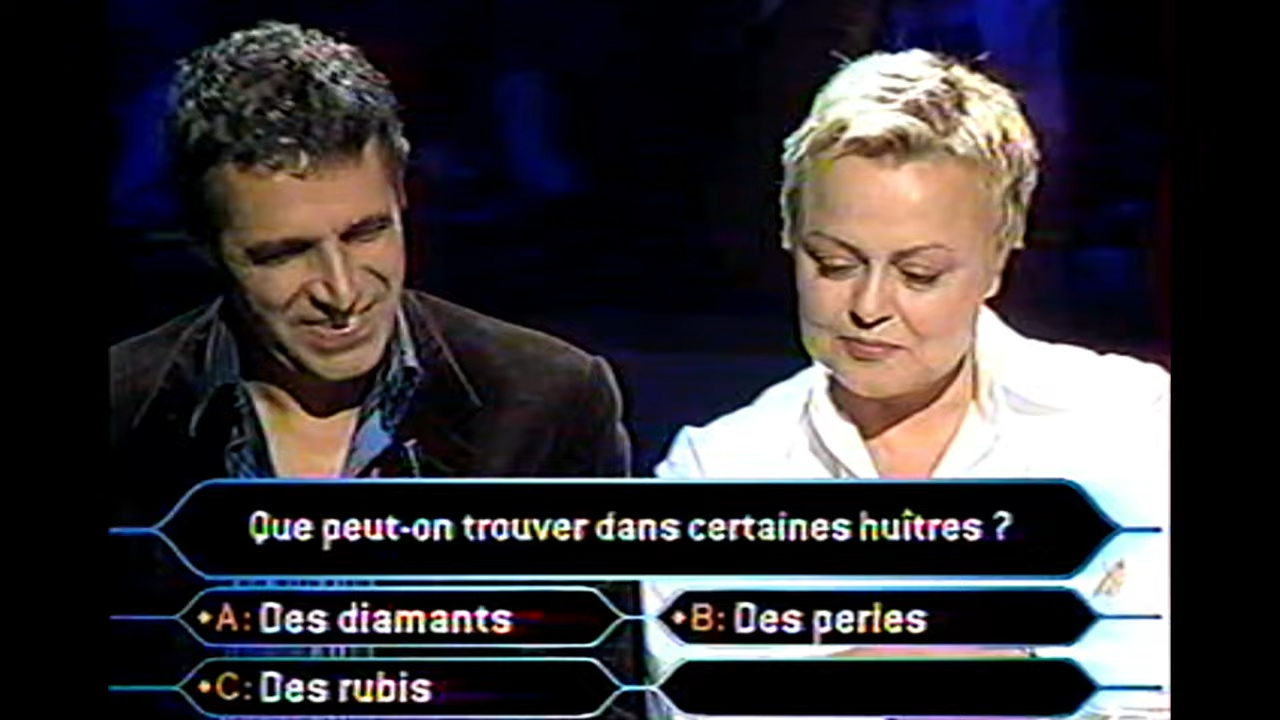 Que peut-on trouver dans certaines huîtres ?
A: Des diamants
B: Des perles
C: Des rubis